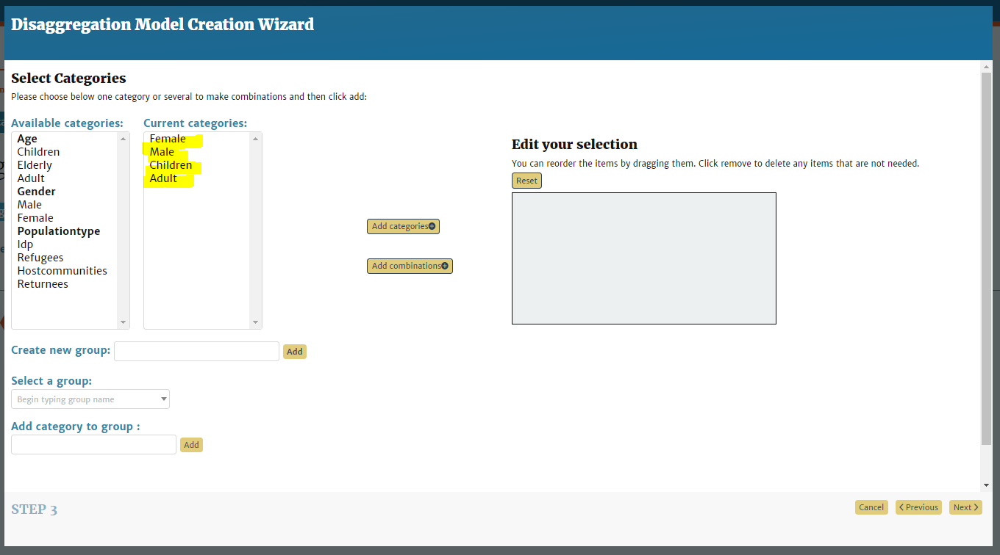 Disaggregation Model Creation Wizard
Select Categories
Please choose below one category or several to make combinations and then click add:
Available categories:
Age
Children
Elderly
Adult
Gender
Male
Female
Populationtype
Idp
Refugees
Hostcommunities
Returnees
Current categories:
Female
Male
Children
Adult
Add categories
Add combinations
Edit your selection
You can reorder the items by dragging them. Click remove to delete any items that are not needed.
Reset
Create new group:
Add
Select a group:
Begin typing group name
Add category to group :
Add
STEP 3
Cancel
Previous
Next